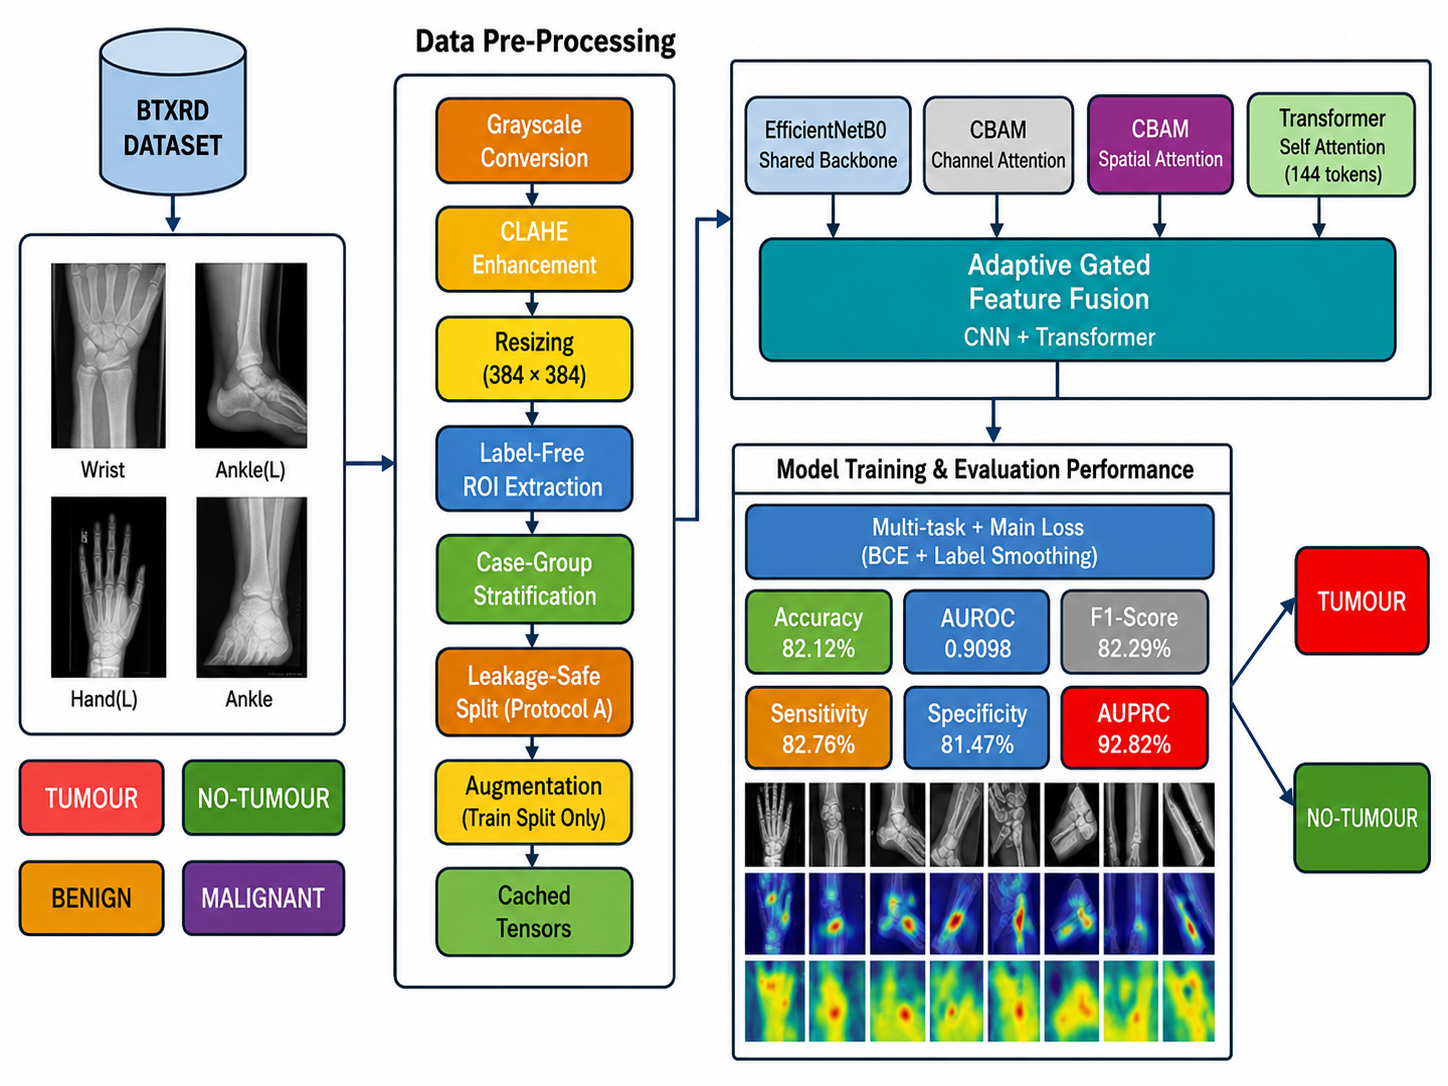 BTXRD
DATASET
Wrist
Ankle(L)
Hand(L)
Ankle
TUMOUR
NO-TUMOUR
BENIGN
MALIGNANT
Data Pre-Processing
Grayscale
Conversion
CLAHE
Enhancement
Resizing
(384 × 384)
Label-Free
ROI Extraction
Case-Group
Stratification
Leakage-Safe
Split (Protocol A)
Augmentation
(Train Split Only)
Cached
Tensors
EfficientNetB0
Shared Backbone
CBAM
Channel Attention
CBAM
Spatial Attention
Transformer
Self Attention
(144 tokens)
Adaptive Gated
Feature Fusion
CNN + Transformer
Model Training & Evaluation Performance
Multi-task + Main Loss
(BCE + Label Smoothing)
Accuracy
82.12%
AUROC
0.9098
F1-Score
82.29%
Sensitivity
82.76%
Specificity
81.47%
AUPRC
92.82%
TUMOUR
NO-TUMOUR